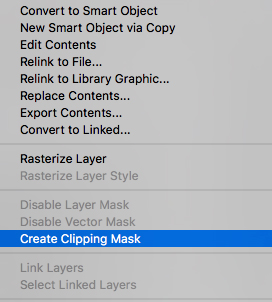 Convert to Smart Object
New Smart Object via Copy
Edit Contents
Relink to File...
Relink to Library Graphic...
Replace Contents...
Export Contents...
Convert to Linked...
Rasterize Layer
Rasterize Layer Style
Disable Layer Mask
Disable Vector Mask
Create Clipping Mask
Link Layers
Select Linked Layers